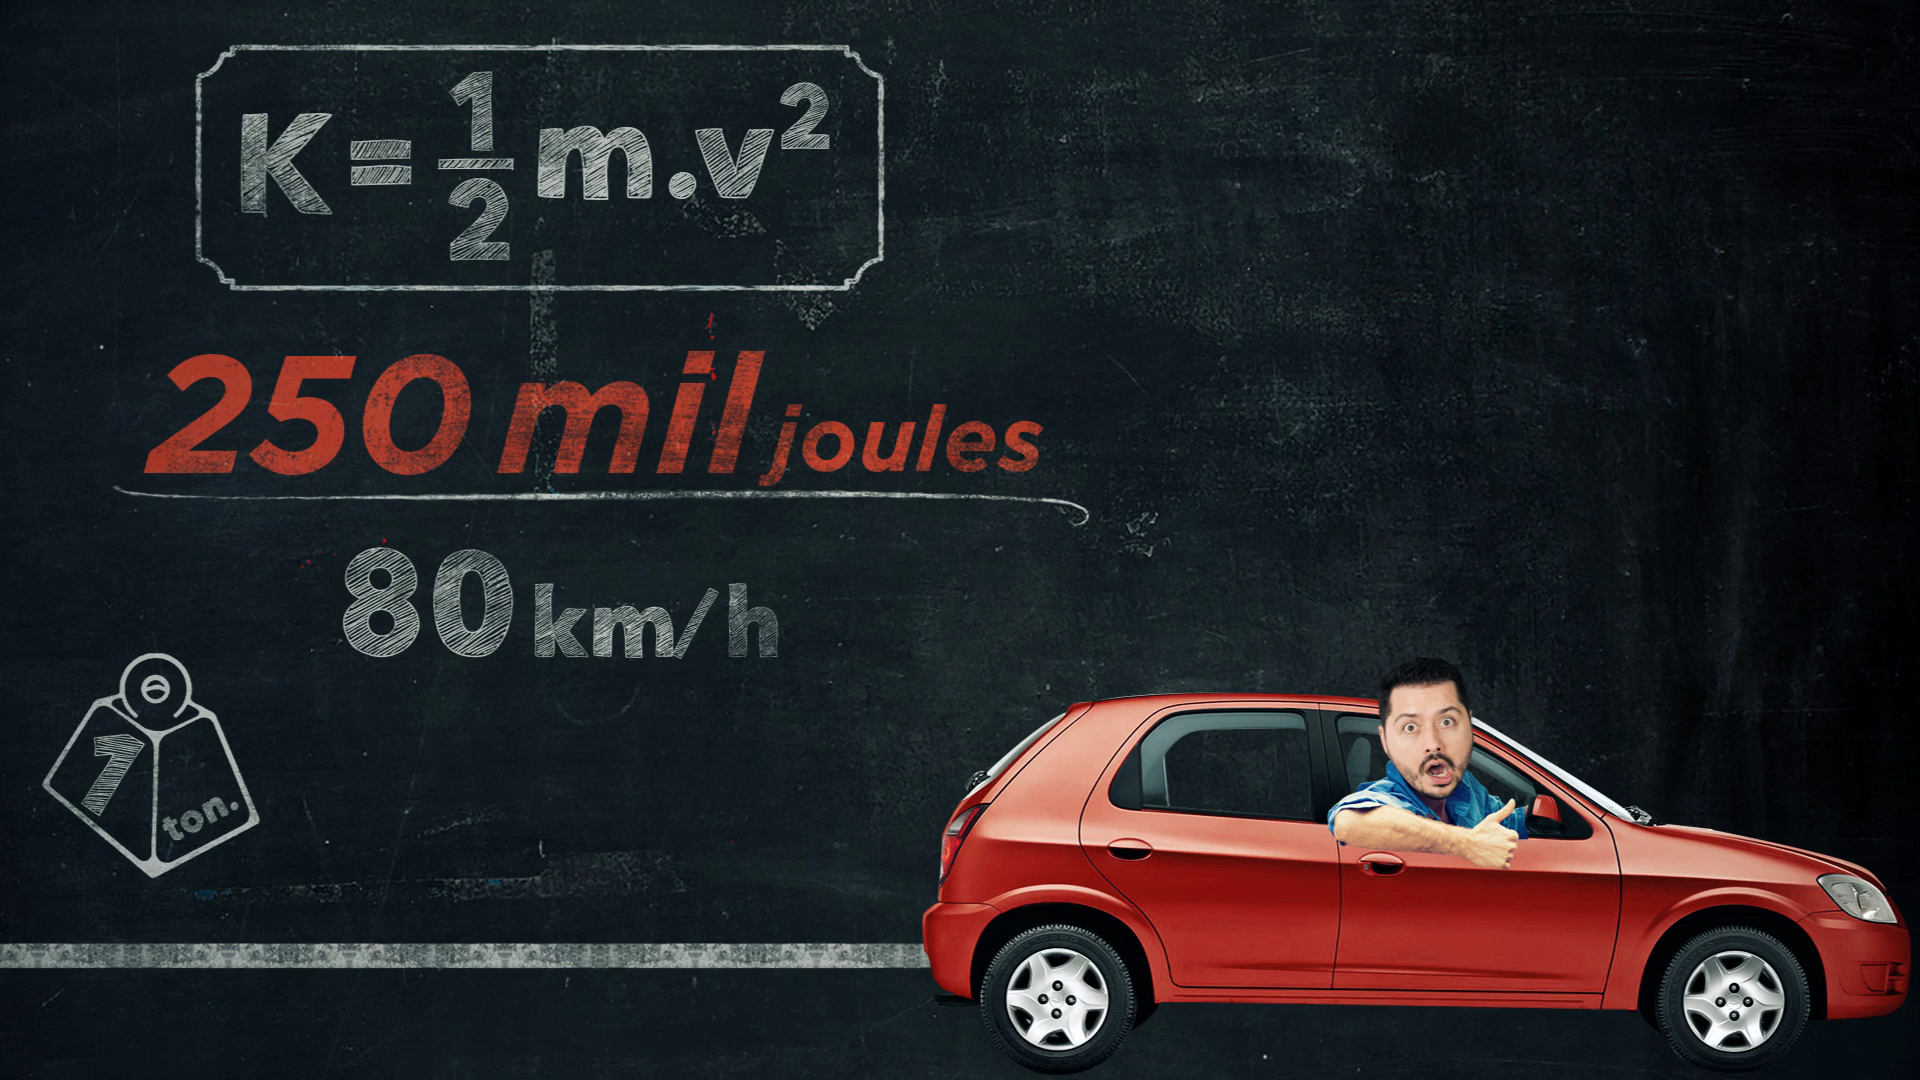 K = 1/2 m.v²
250 mil joules
80 km/h
1 ton.